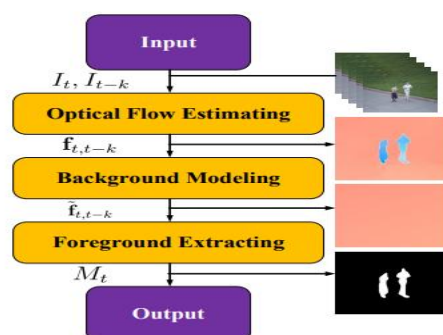 Input
I_t, I_{t−k}
Optical Flow Estimating
f_{t,t−k}
Background Modeling
f̃_{t,t−k}
Foreground Extracting
M_t
Output